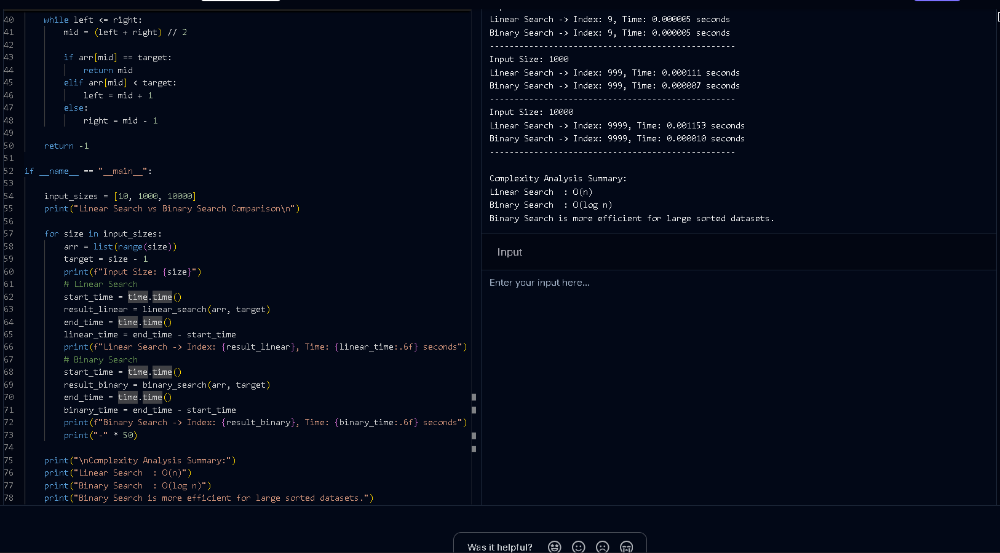 40    while left <= right:
41        mid = (left + right) // 2
42
43        if arr[mid] == target:
44            return mid
45        elif arr[mid] < target:
46            left = mid + 1
47        else:
48            right = mid - 1
49
50    return -1
51
52 if __name__ == "__main__":
53
54    input_sizes = [10, 1000, 10000]
55    print("Linear Search vs Binary Search Comparison\n")
56
57    for size in input_sizes:
58        arr = list(range(size))
59        target = size - 1
60        print(f"Input Size: {size}")
61        # Linear Search
62        start_time = time.time()
63        result_linear = linear_search(arr, target)
64        end_time = time.time()
65        linear_time = end_time - start_time
66        print(f"Linear Search -> Index: {result_linear}, Time: {linear_time:.6f} seconds")
67        # Binary Search
68        start_time = time.time()
69        result_binary = binary_search(arr, target)
70        end_time = time.time()
71        binary_time = end_time - start_time
72        print(f"Binary Search -> Index: {result_binary}, Time: {binary_time:.6f} seconds")
73        print("-" * 50)
74
75    print("\nComplexity Analysis Summary:")
76    print("Linear Search  : O(n)")
77    print("Binary Search  : O(log n)")
78    print("Binary Search is more efficient for large sorted datasets.")
Linear Search -> Index: 9, Time: 0.000005 seconds
Binary Search -> Index: 9, Time: 0.000005 seconds
--------------------------------------------------
Input Size: 1000
Linear Search -> Index: 999, Time: 0.000111 seconds
Binary Search -> Index: 999, Time: 0.000007 seconds
--------------------------------------------------
Input Size: 10000
Linear Search -> Index: 9999, Time: 0.001153 seconds
Binary Search -> Index: 9999, Time: 0.000010 seconds
--------------------------------------------------
Complexity Analysis Summary:
Linear Search  : O(n)
Binary Search  : O(log n)
Binary Search is more efficient for large sorted datasets.
Input
Enter your input here...
Was it helpful?